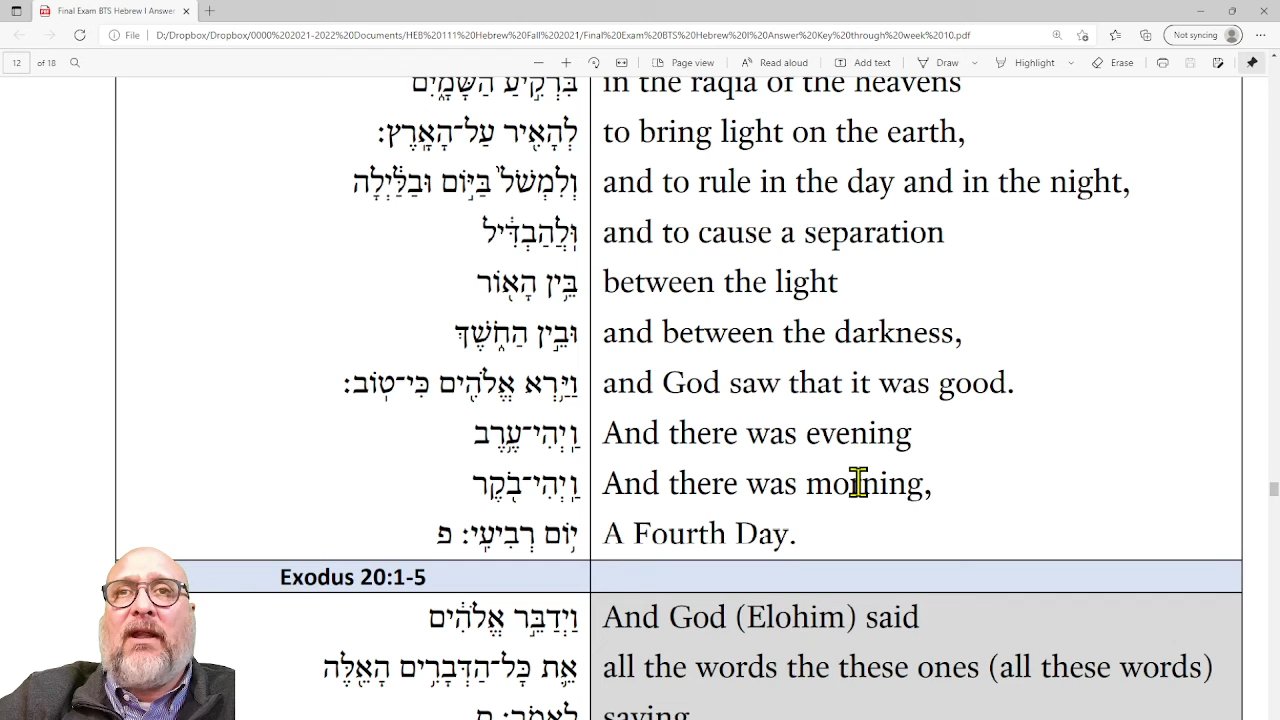 Final Exam BTS Hebrew I Answer
File
D:/Dropbox/Dropbox/0000%202021-2022%20Documents/HEB%20111%20Hebrew%20Fall%202021/Final%20Exam%20BTS%20Hebrew%20I%20Answer%20Key%20through%20week%2010.pdf
Not syncing
12 of 18
Page view
Read aloud
Add text
Draw
Highlight
Erase
בִּרְקִ֣יעַ הַשָּׁמָ֑יִם in the raqia of the heavens
לְהָאִ֖יר עַל־הָאָֽרֶץ׃ to bring light on the earth,
וְלִמְשֹׁל֙ בַּיּ֣וֹם וּבַלַּ֔יְלָה and to rule in the day and in the night,
וּֽלֲהַבְדִּ֔יל and to cause a separation
בֵּ֥ין הָא֖וֹר between the light
וּבֵ֣ין הַחֹ֑שֶׁךְ and between the darkness,
וַיַּ֥רְא אֱלֹהִ֖ים כִּי־טֽוֹב׃ and God saw that it was good.
וַֽיְהִי־עֶ֥רֶב And there was evening
וַֽיְהִי־בֹ֖קֶר And there was morning,
י֥וֹם רְבִיעִֽי׃ פ A Fourth Day.
Exodus 20:1-5
וַיְדַבֵּ֣ר אֱלֹהִ֔ים And God (Elohim) said
אֵ֛ת כָּל־הַדְּבָרִ֥ים הָאֵ֖לֶּה all the words the these ones (all these words)
saying